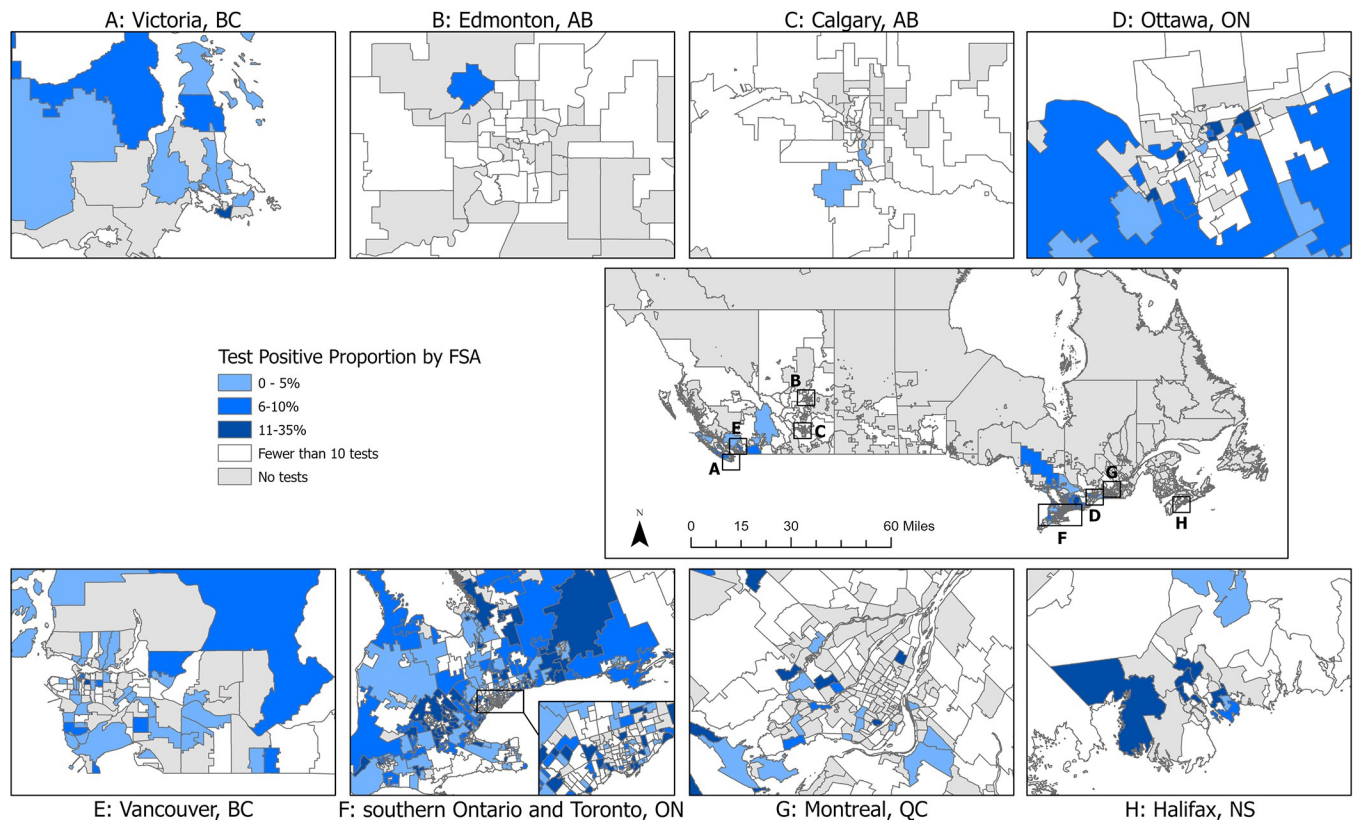 A: Victoria, BC
B: Edmonton, AB
C: Calgary, AB
D: Ottawa, ON
Test Positive Proportion by FSA
0 - 5%
6-10%
11-35%
Fewer than 10 tests
No tests
B
C
E
A
G
D
H
F
N
0 15 30 60 Miles
E: Vancouver, BC
F: southern Ontario and Toronto, ON
G: Montreal, QC
H: Halifax, NS